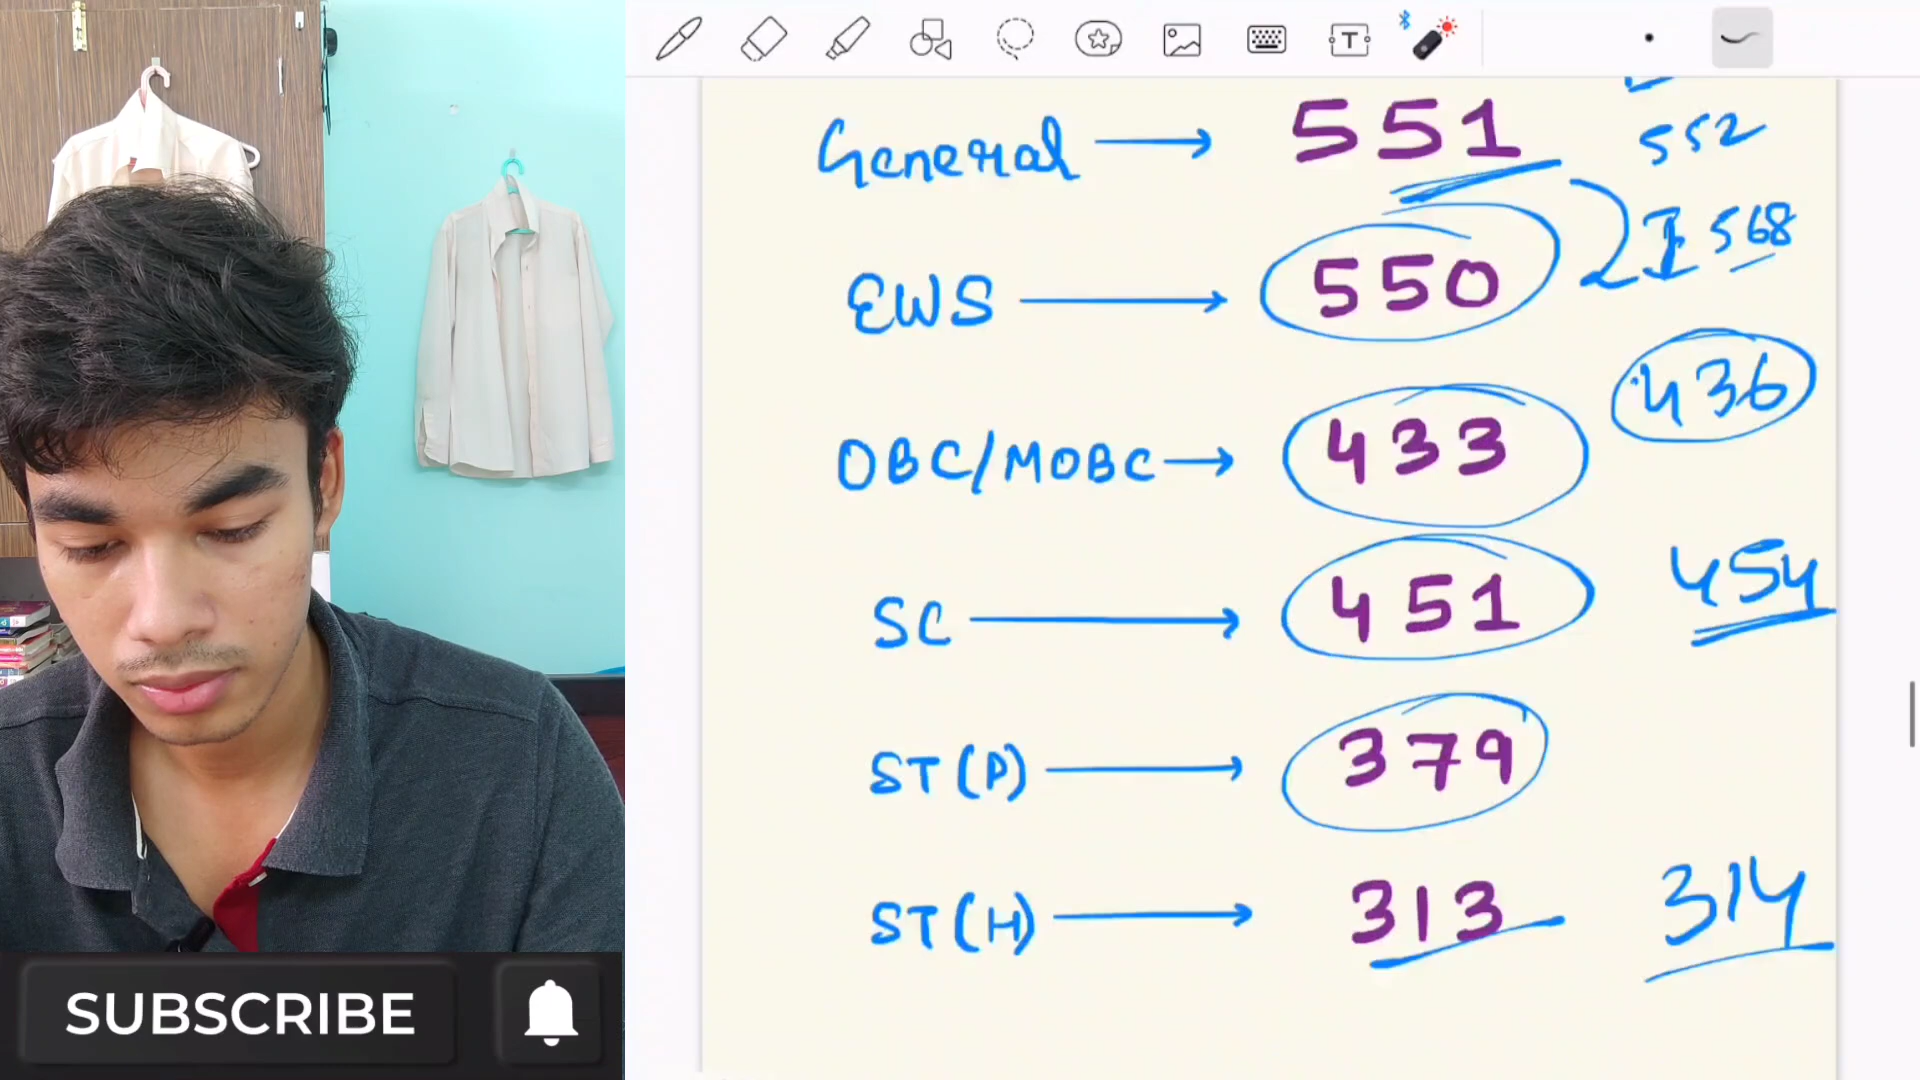 General → 551 552
EWS → 550 I 568
OBC/MOBC → 433 436
SC → 451 454
ST(P) → 379
ST(H) → 313 314
SUBSCRIBE
T